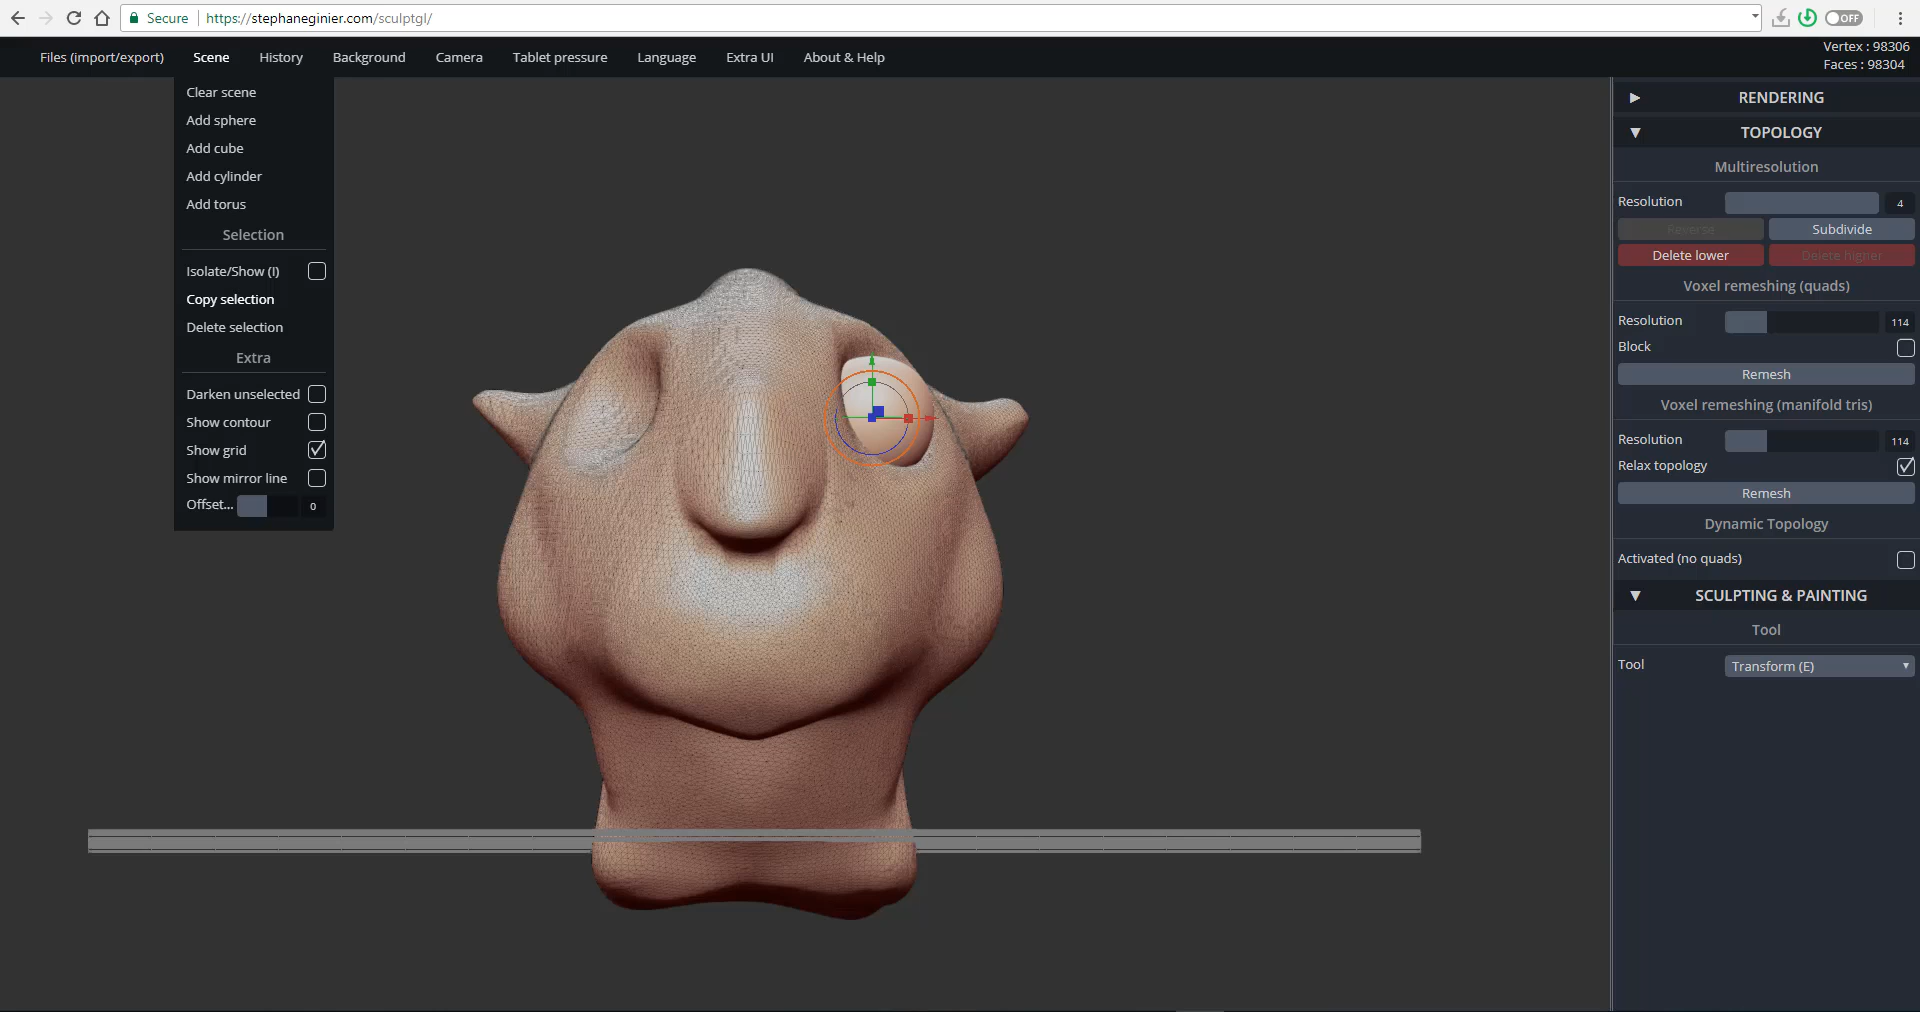 Secure https://stephaneginier.com/sculptgl/ OFF
Files (import/export) Scene History Background Camera Tablet pressure Language Extra UI About & Help
Vertex : 98306
Faces : 98304
Clear scene
Add sphere
Add cube
Add cylinder
Add torus
Selection
Isolate/Show (I)
Copy selection
Delete selection
Extra
Darken unselected
Show contour
Show grid
Show mirror line
Offset... 0
RENDERING
TOPOLOGY
Multiresolution
Resolution 4
Reverse Subdivide
Delete lower Delete higher
Voxel remeshing (quads)
Resolution 114
Block
Remesh
Voxel remeshing (manifold tris)
Resolution 114
Relax topology
Remesh
Dynamic Topology
Activated (no quads)
SCULPTING & PAINTING
Tool
Tool Transform (E)